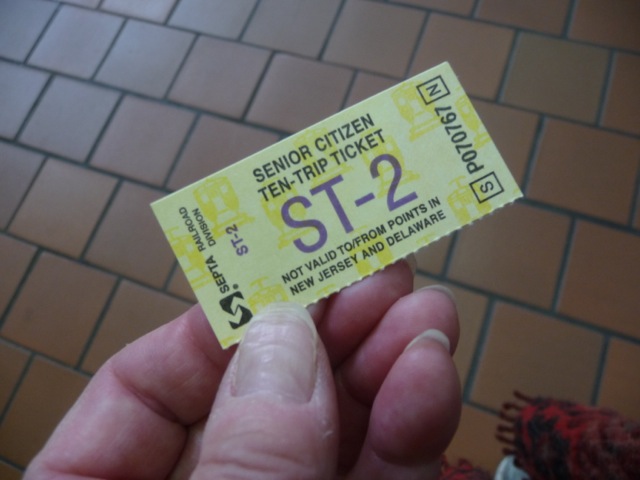 SENIOR CITIZEN
TEN-TRIP TICKET
ST-2
NOT VALID TO/FROM POINTS IN
NEW JERSEY AND DELAWARE
SEPTA RAILROAD
DIVISION
ST-2
N
P070767
S